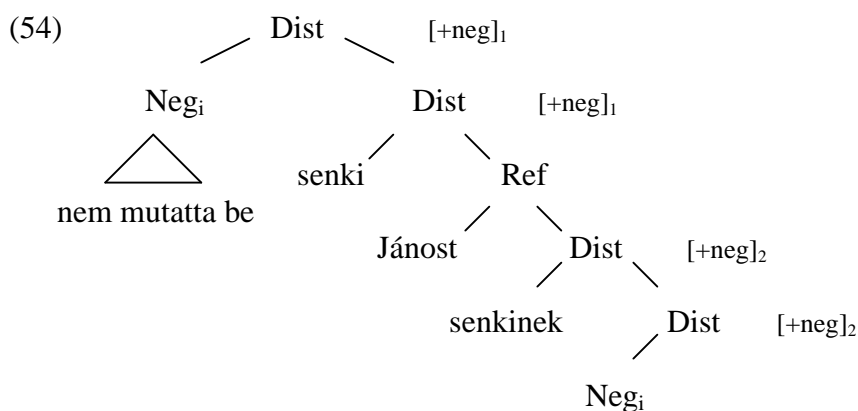 (54) Dist [+neg]₁
Negᵢ Dist [+neg]₁
senki Ref
nem mutatta be
Jánost Dist [+neg]₂
senkinek Dist [+neg]₂
Negᵢ